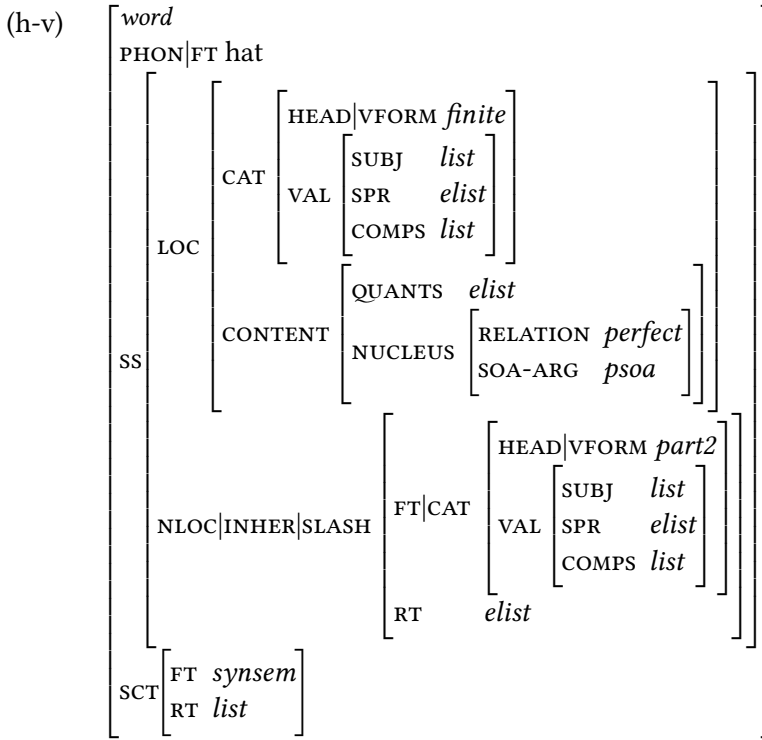 (h-v)
word
PHON|FT hat
HEAD|VFORM finite
SUBJ list
CAT
VAL SPR elist
COMPS list
LOC
QUANTS elist
CONTENT
NUCLEUS RELATION perfect
SOA-ARG psoa
SS
HEAD|VFORM part2
SUBJ list
NLOC|INHER|SLASH FT|CAT VAL SPR elist
COMPS list
RT elist
SCT FT synsem
RT list